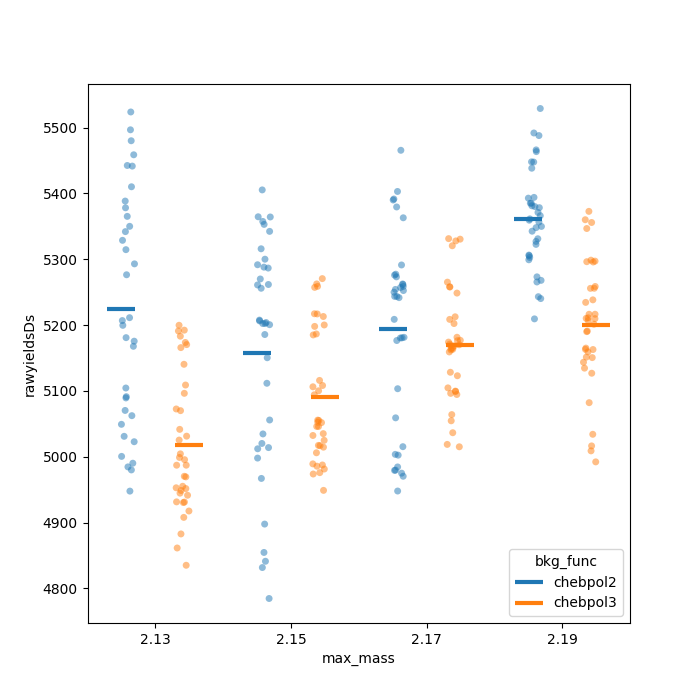 5500
5400
5300
5200
5100
5000
4900
4800
rawyieldsDs
2.13 2.15 2.17 2.19
max_mass
bkg_func
chebpol2
chebpol3